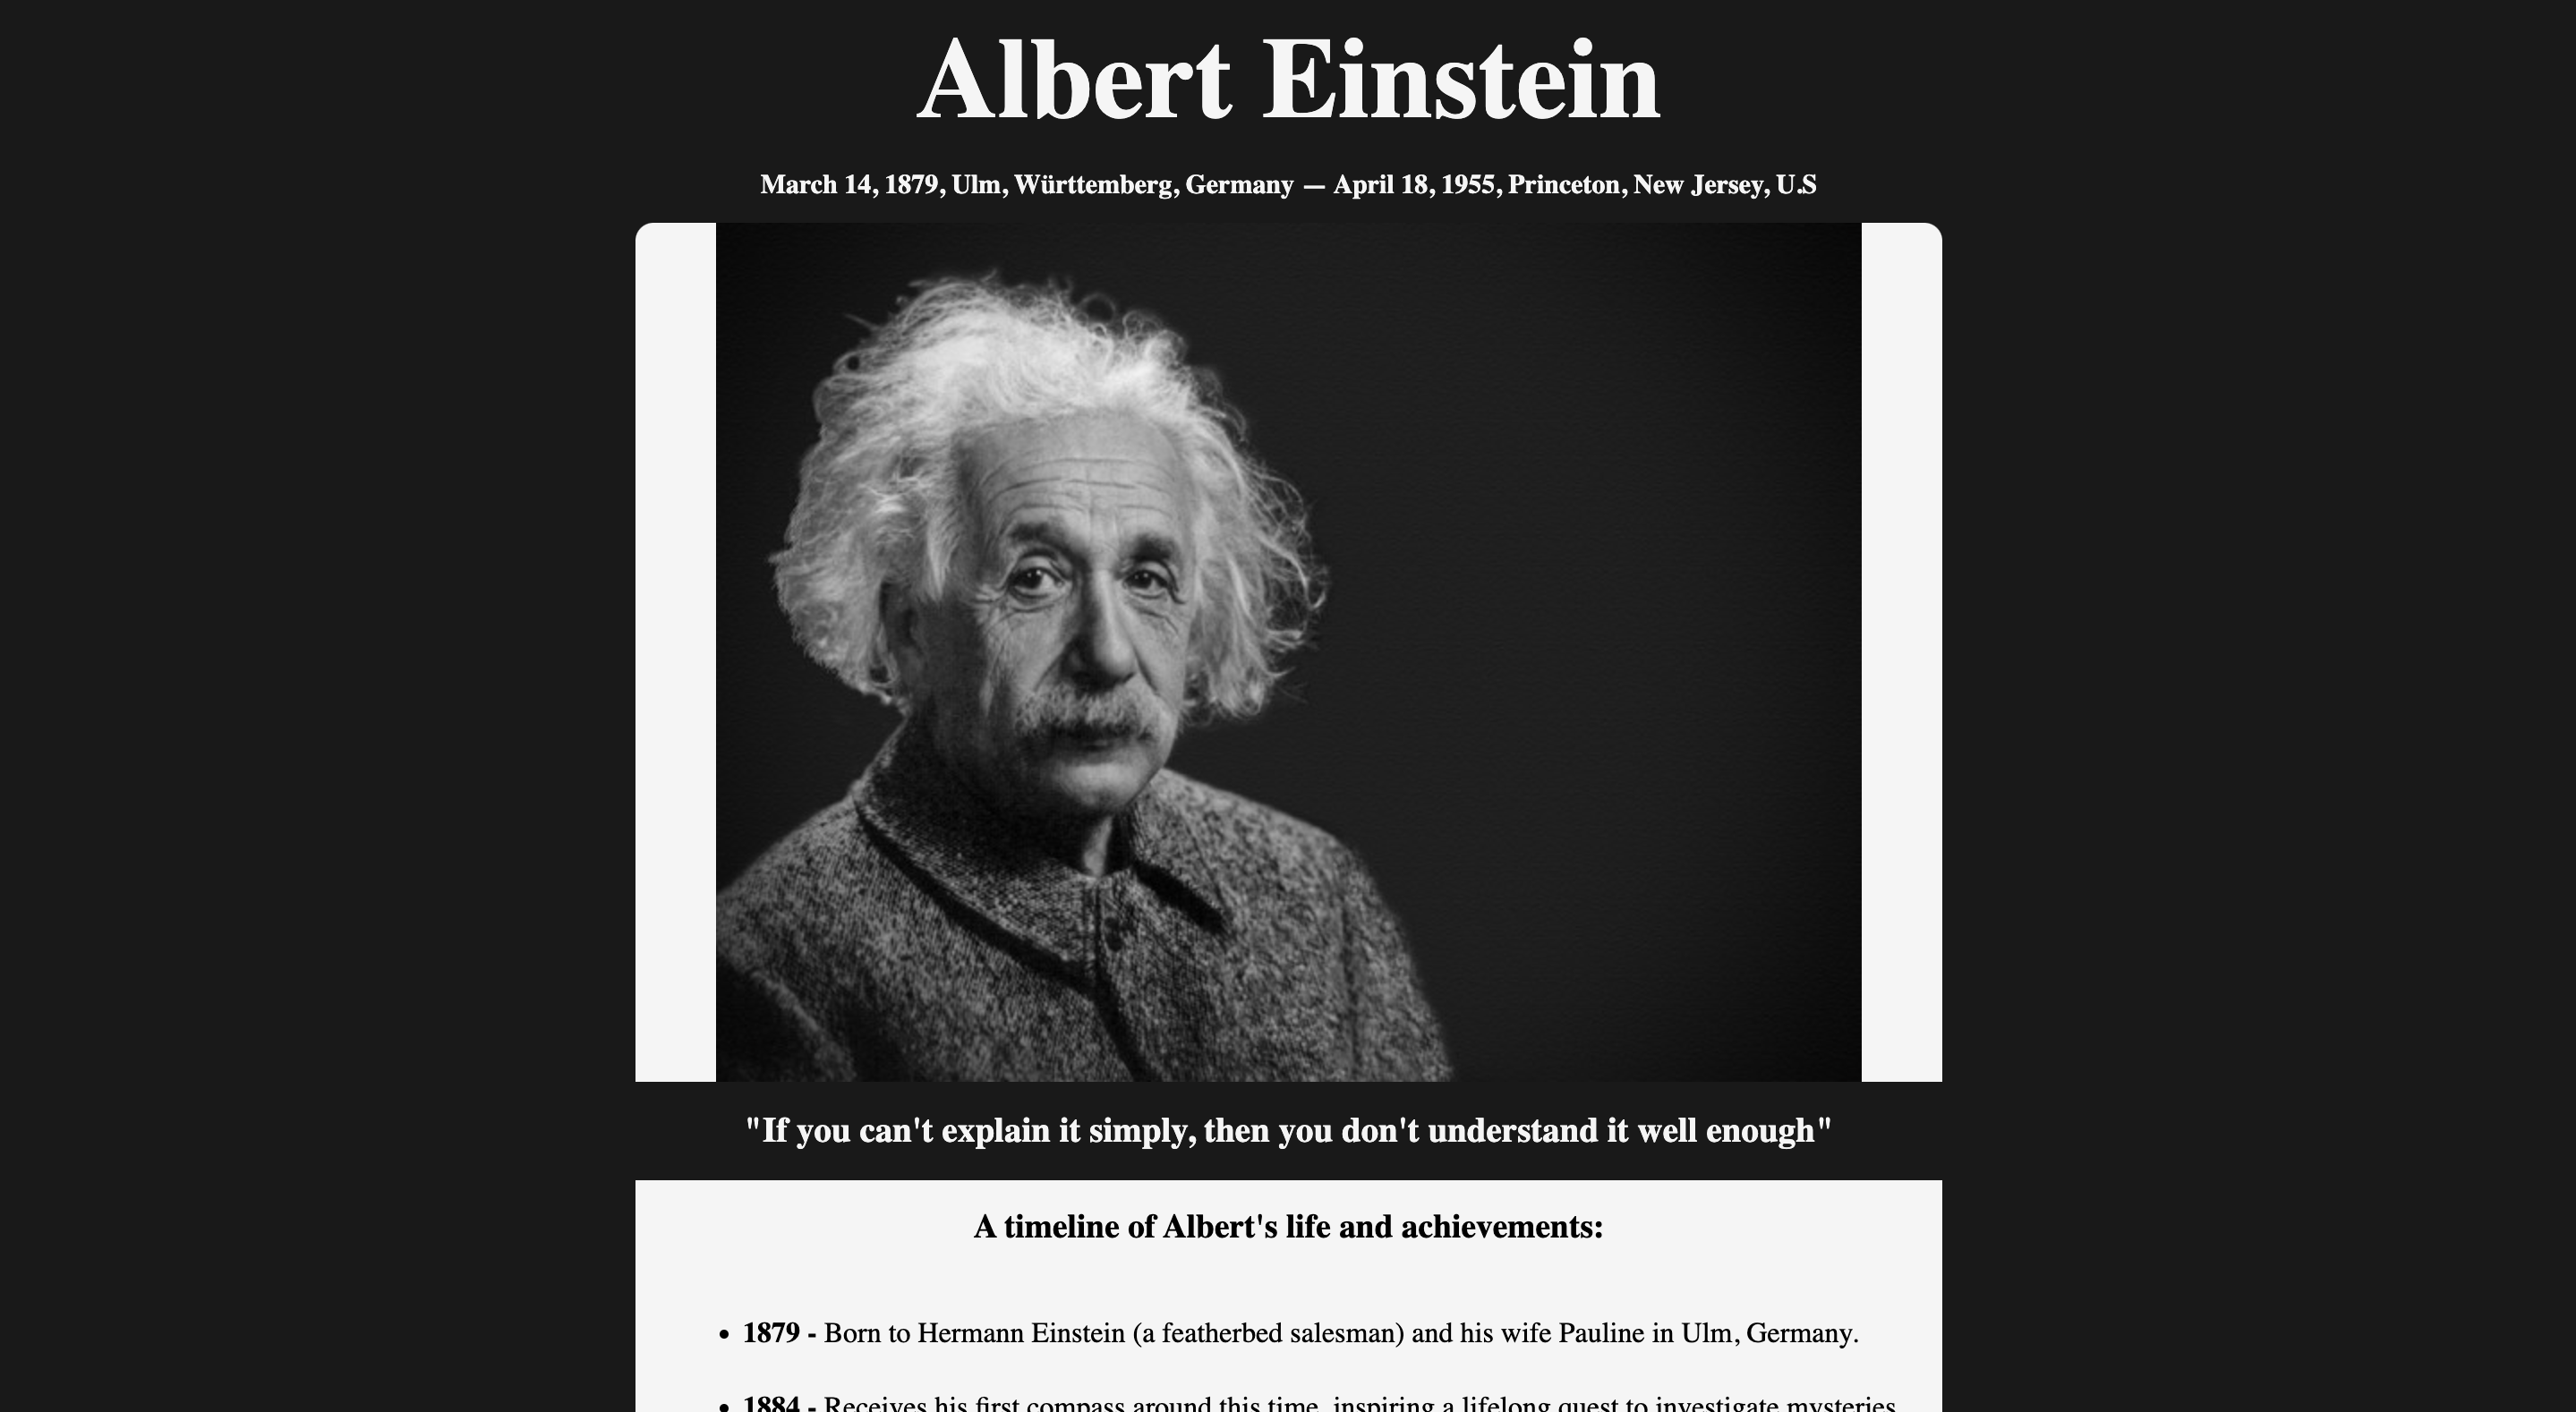 Albert Einstein
March 14, 1879, Ulm, Württemberg, Germany — April 18, 1955, Princeton, New Jersey, U.S
"If you can't explain it simply, then you don't understand it well enough"
A timeline of Albert's life and achievements:
• 1879 - Born to Hermann Einstein (a featherbed salesman) and his wife Pauline in Ulm, Germany.
• 1884 - Receives his first compass around this time, inspiring a lifelong quest to investigate mysteries